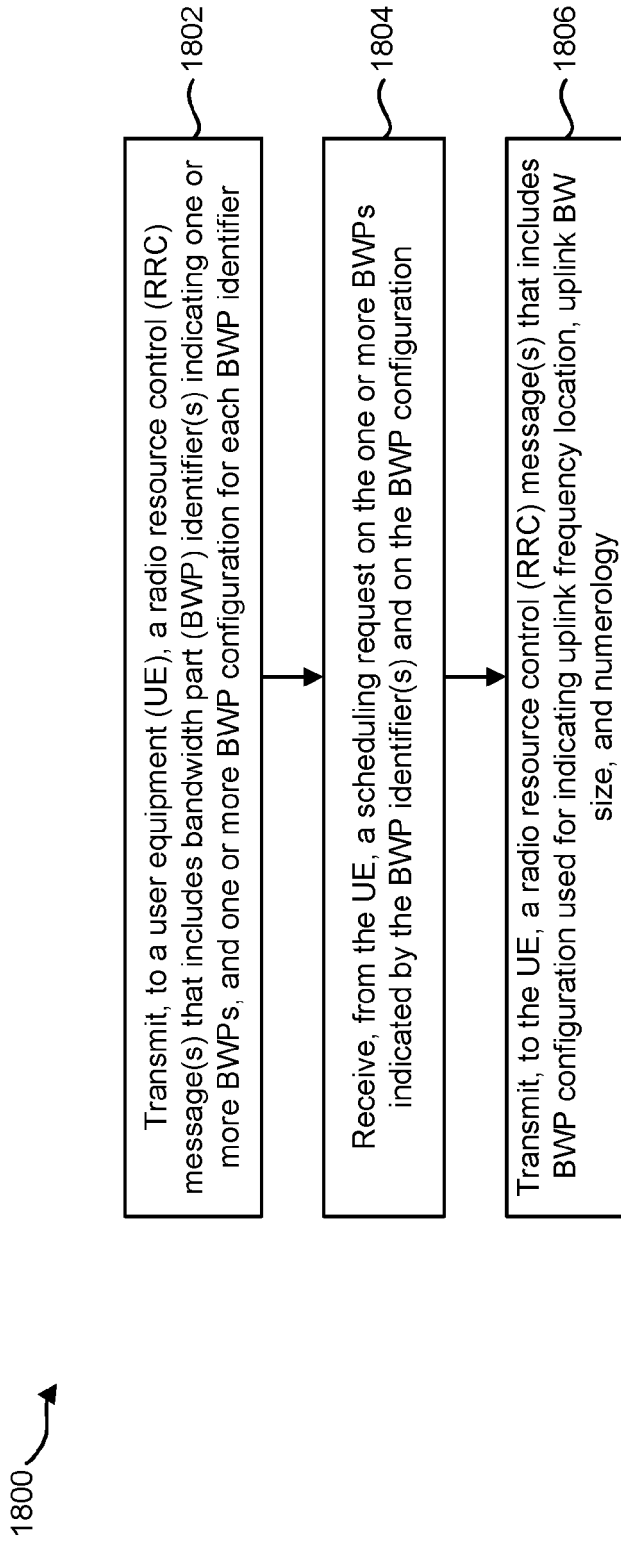 1800
Transmit, to a user equipment (UE), a radio resource control (RRC)
message(s) that includes bandwidth part (BWP) identifier(s) indicating one or
more BWPs, and one or more BWP configuration for each BWP identifier
1802
Receive, from the UE, a scheduling request on the one or more BWPs
indicated by the BWP identifier(s) and on the BWP configuration
1804
Transmit, to the UE, a radio resource control (RRC) message(s) that includes
BWP configuration used for indicating uplink frequency location, uplink BW
size, and numerology
1806